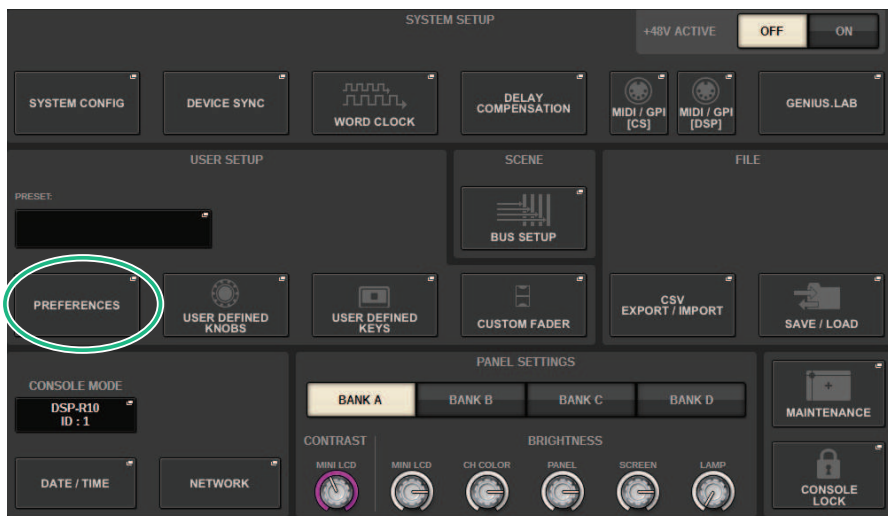 SYSTEM SETUP
+48V ACTIVE
OFF
ON
SYSTEM CONFIG
DEVICE SYNC
WORD CLOCK
DELAY
COMPENSATION
MIDI / GPI
[CS]
MIDI / GPI
[DSP]
GENIUS.LAB
USER SETUP
SCENE
FILE
PRESET:
BUS SETUP
PREFERENCES
USER DEFINED
KNOBS
USER DEFINED
KEYS
CUSTOM FADER
CSV
EXPORT / IMPORT
SAVE / LOAD
PANEL SETTINGS
CONSOLE MODE
DSP-R10
ID : 1
BANK A
BANK B
BANK C
BANK D
MAINTENANCE
CONTRAST
BRIGHTNESS
MINI LCD
MINI LCD
CH COLOR
PANEL
SCREEN
LAMP
DATE / TIME
NETWORK
CONSOLE
LOCK